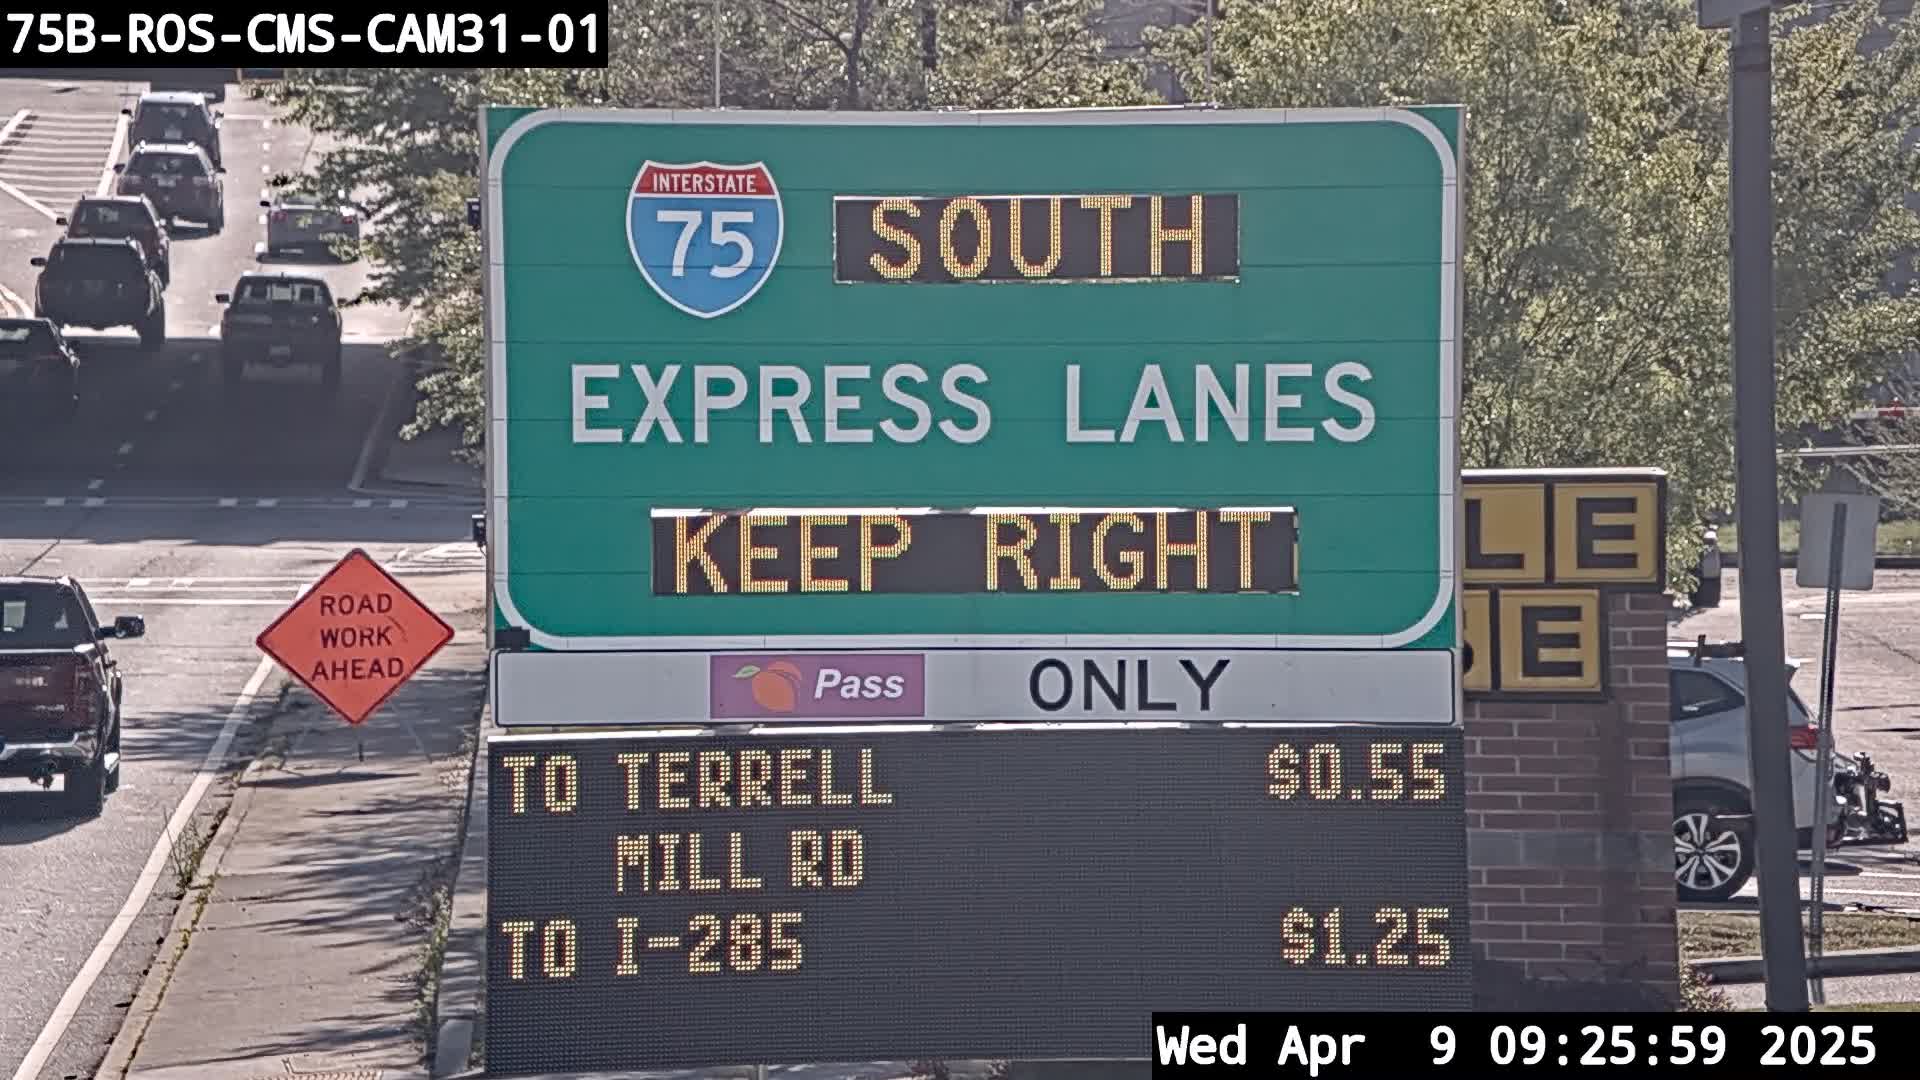 75B-ROS-CMS-CAM31-01
INTERSTATE
75
SOUTH
EXPRESS LANES
KEEP RIGHT
Pass ONLY
TO TERRELL $0.55
MILL RD
TO I-285 $1.25
ROAD
WORK
AHEAD
LE
E
Wed Apr 9 09:25:59 2025